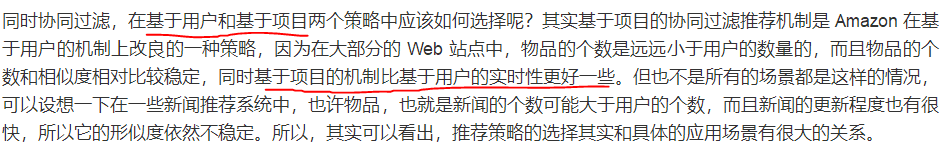 同时协同过滤，在基于用户和基于项目两个策略中应该如何选择呢？其实基于项目的协同过滤推荐机制是 Amazon 在基
于用户的机制上改良的一种策略，因为在大部分的 Web 站点中，物品的个数是远远小于用户的数量的，而且物品的个
数和相似度相对比较稳定，同时基于项目的机制比基于用户的实时性更好一些。但也不是所有的场景都是这样的情况，
可以设想一下在一些新闻推荐系统中，也许物品，也就是新闻的个数可能大于用户的个数，而且新闻的更新程度也有很
快，所以它的形似度依然不稳定。所以，其实可以看出，推荐策略的选择其实和具体的应用场景有很大的关系。